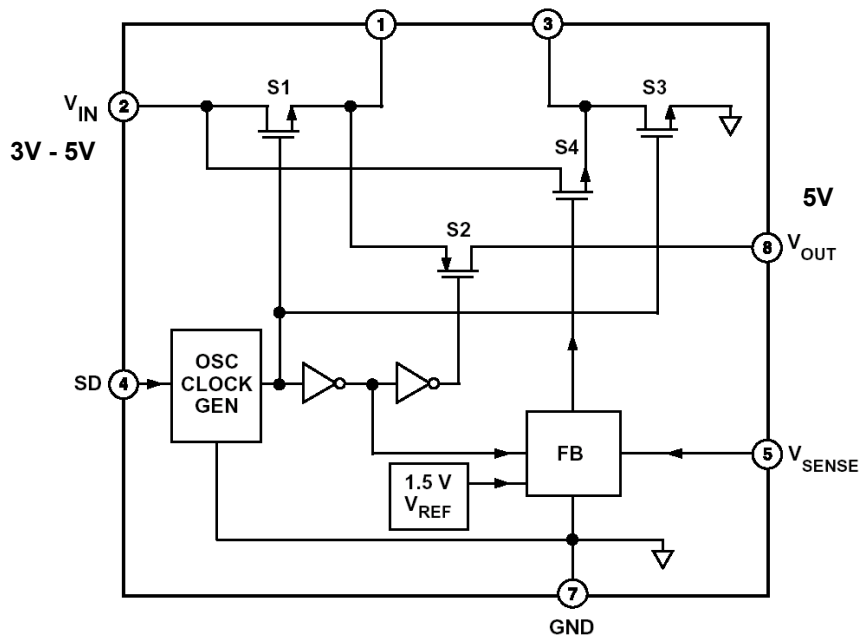 1
3
S1
S3
V_IN
2
3V - 5V
S4
5V
S2
8
V_OUT
SD
4
OSC
CLOCK
GEN
FB
5
V_SENSE
1.5 V
V_REF
7
GND